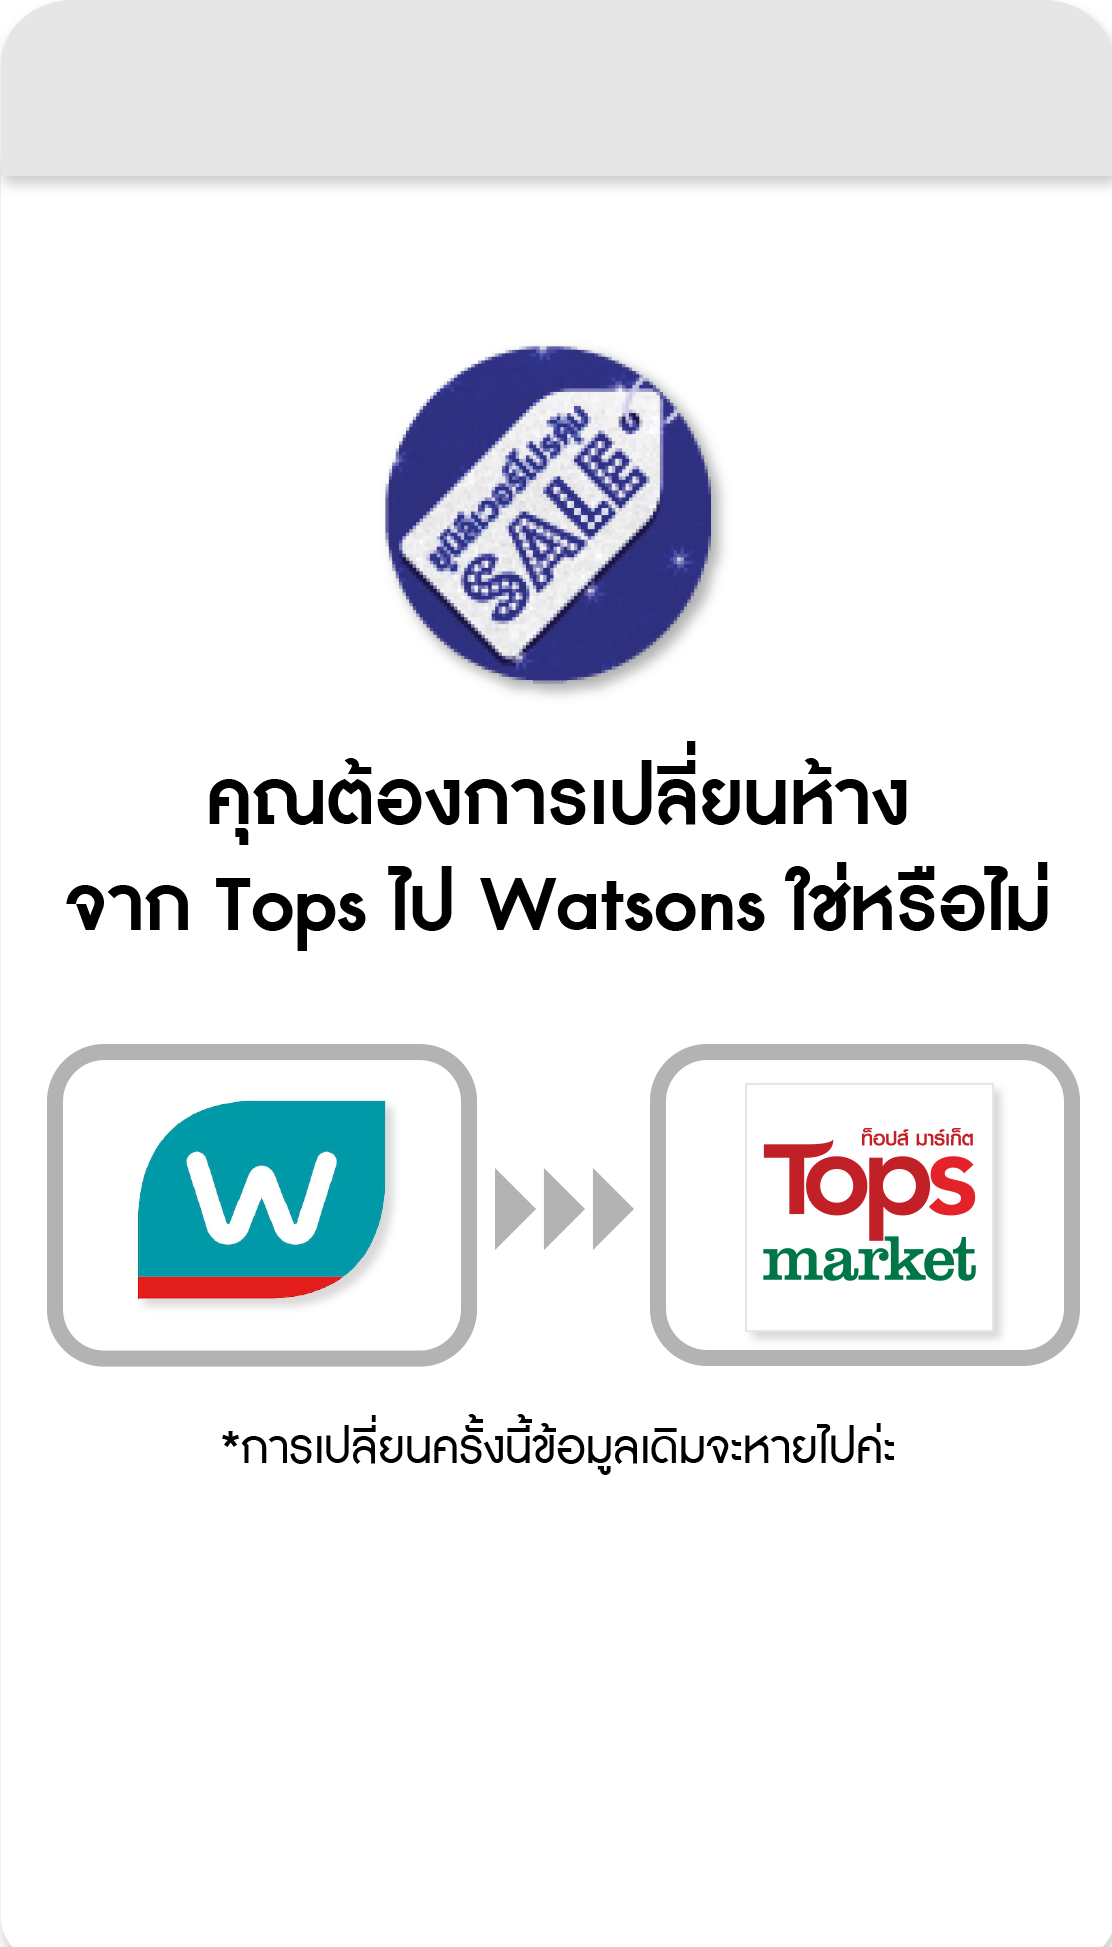 ยูนิลีเวอร์โปรคุ้ม
SALE
คุณต้องการเปลี่ยนห้าง
จาก Tops ไป Watsons ใช่หรือไม่
W
ท็อปส์ มาร์เก็ต
Tops
market
*การเปลี่ยนครั้งนี้ข้อมูลเดิมจะหายไปค่ะ